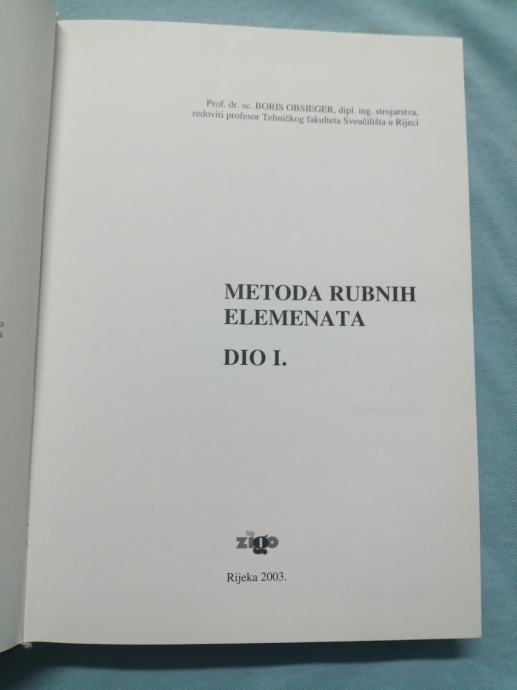 Prof. dr. sc. BORIS OBSIEGER, dipl. ing. strojarstva,
redoviti profesor Tehničkog fakulteta Sveučilišta u Rijeci
METODA RUBNIH
ELEMENATA
DIO I.
zigo
Rijeka 2003.